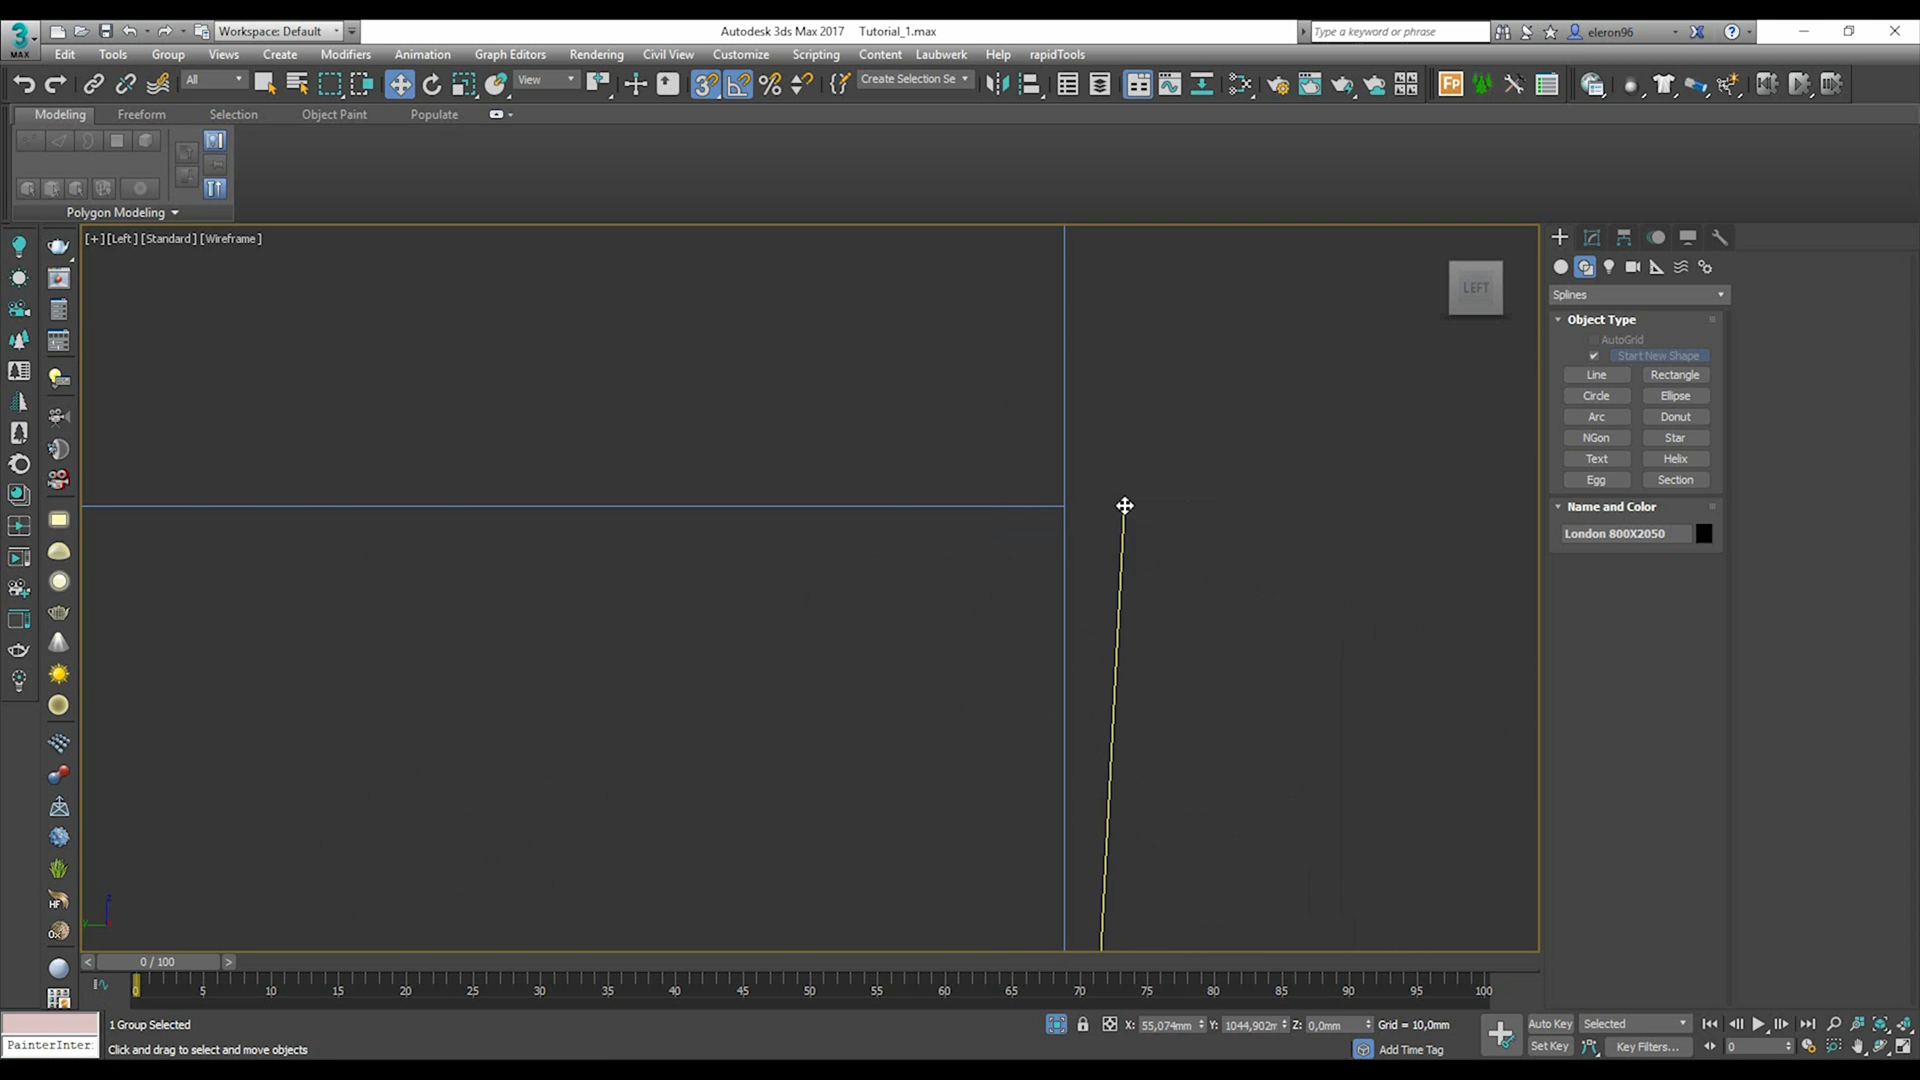 Workspace: Default
Autodesk 3ds Max 2017 Tutorial_1.max
Type a keyword or phrase
eleron96
MAX
Edit Tools Group Views Create Modifiers Animation Graph Editors Rendering Civil View Customize Scripting Content Laubwerk Help rapidTools
All View Create Selection Se
Fp
Modeling Freeform Selection Object Paint Populate
Polygon Modeling
[+] [Left] [Standard] [Wireframe]
LEFT
Splines
Object Type
AutoGrid
Start New Shape
Line Rectangle
Circle Ellipse
Arc Donut
NGon Star
Text Helix
Egg Section
Name and Color
London 800X2050
HF
z
0 / 100
0 5 10 15 20 25 30 35 40 45 50 55 60 65 70 75 80 85 90 95 100
1 Group Selected X: 55,074mm Y: 1044,902m Z: 0,0mm Grid = 10,0mm Auto Key Selected
PainterInter: Click and drag to select and move objects Add Time Tag Set Key Key Filters... 0